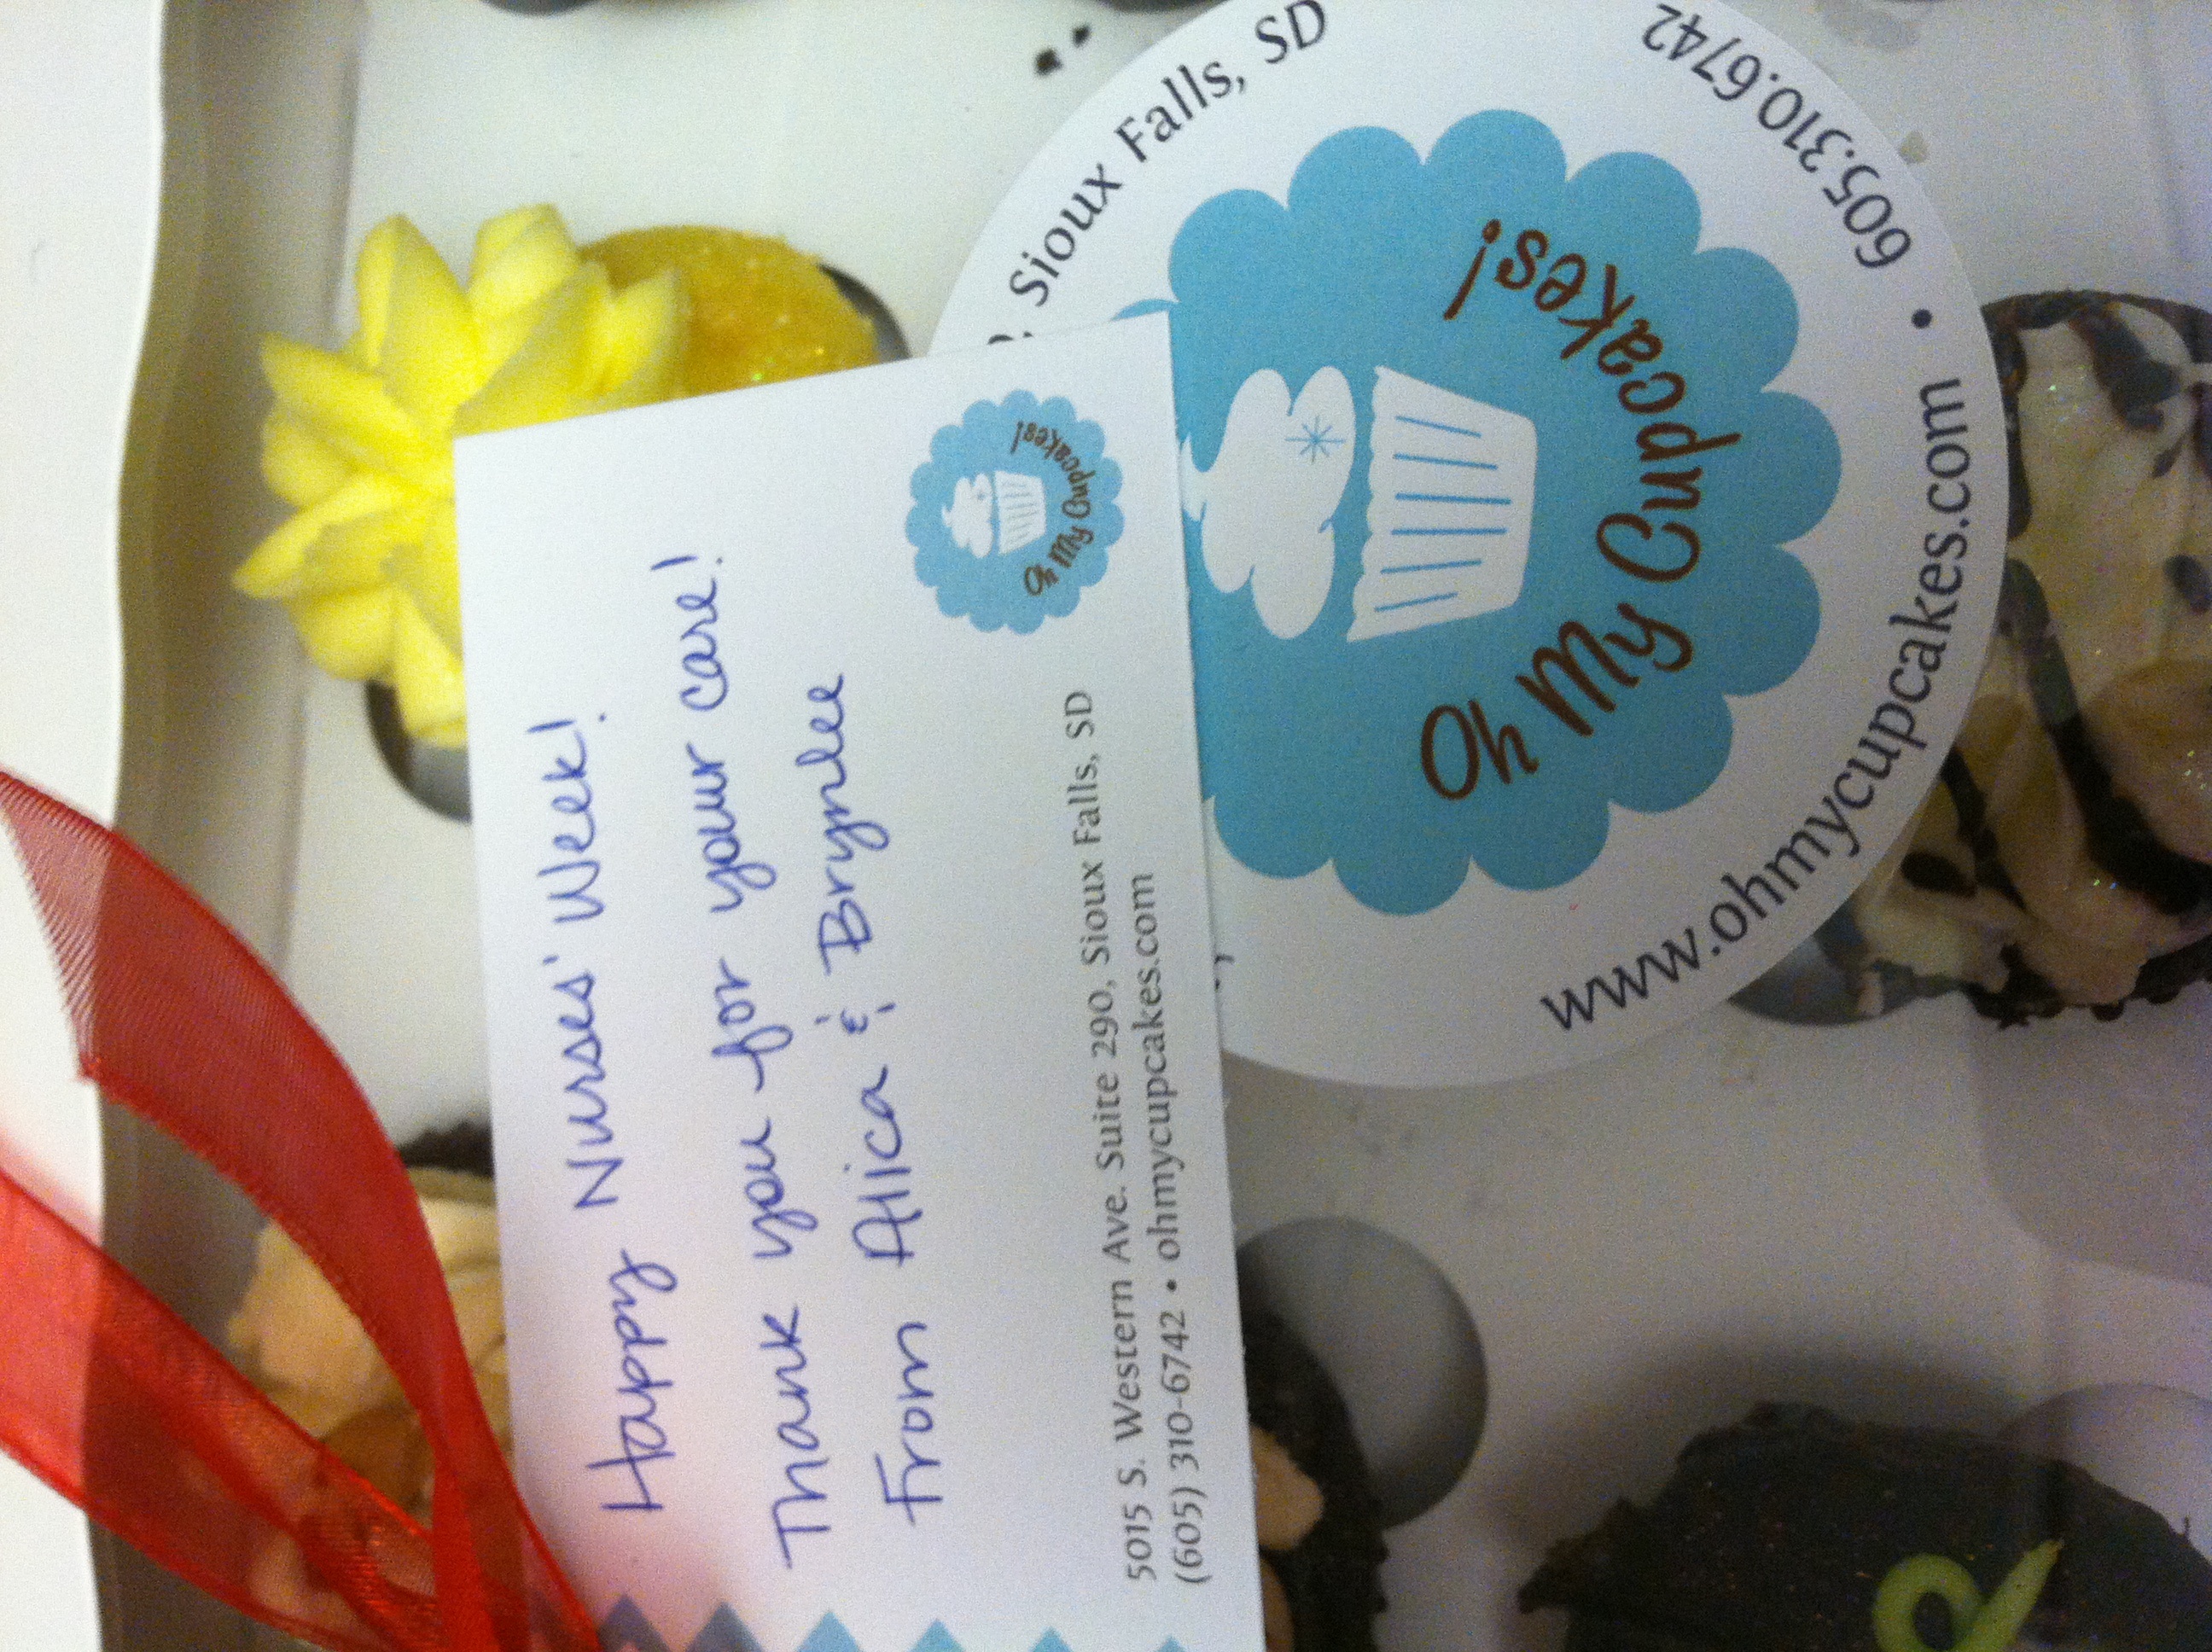 Happy Nurses' Week!
Thank you for your care!
From Alica & Brynlee
5015 S. Western Ave. Suite 290, Sioux Falls, SD
(605) 310-6742 • ohmycupcakes.com
Oh My Cupcakes!
Oh My Cupcakes!
Sioux Falls, SD
605.310.6742
• www.ohmycupcakes.com